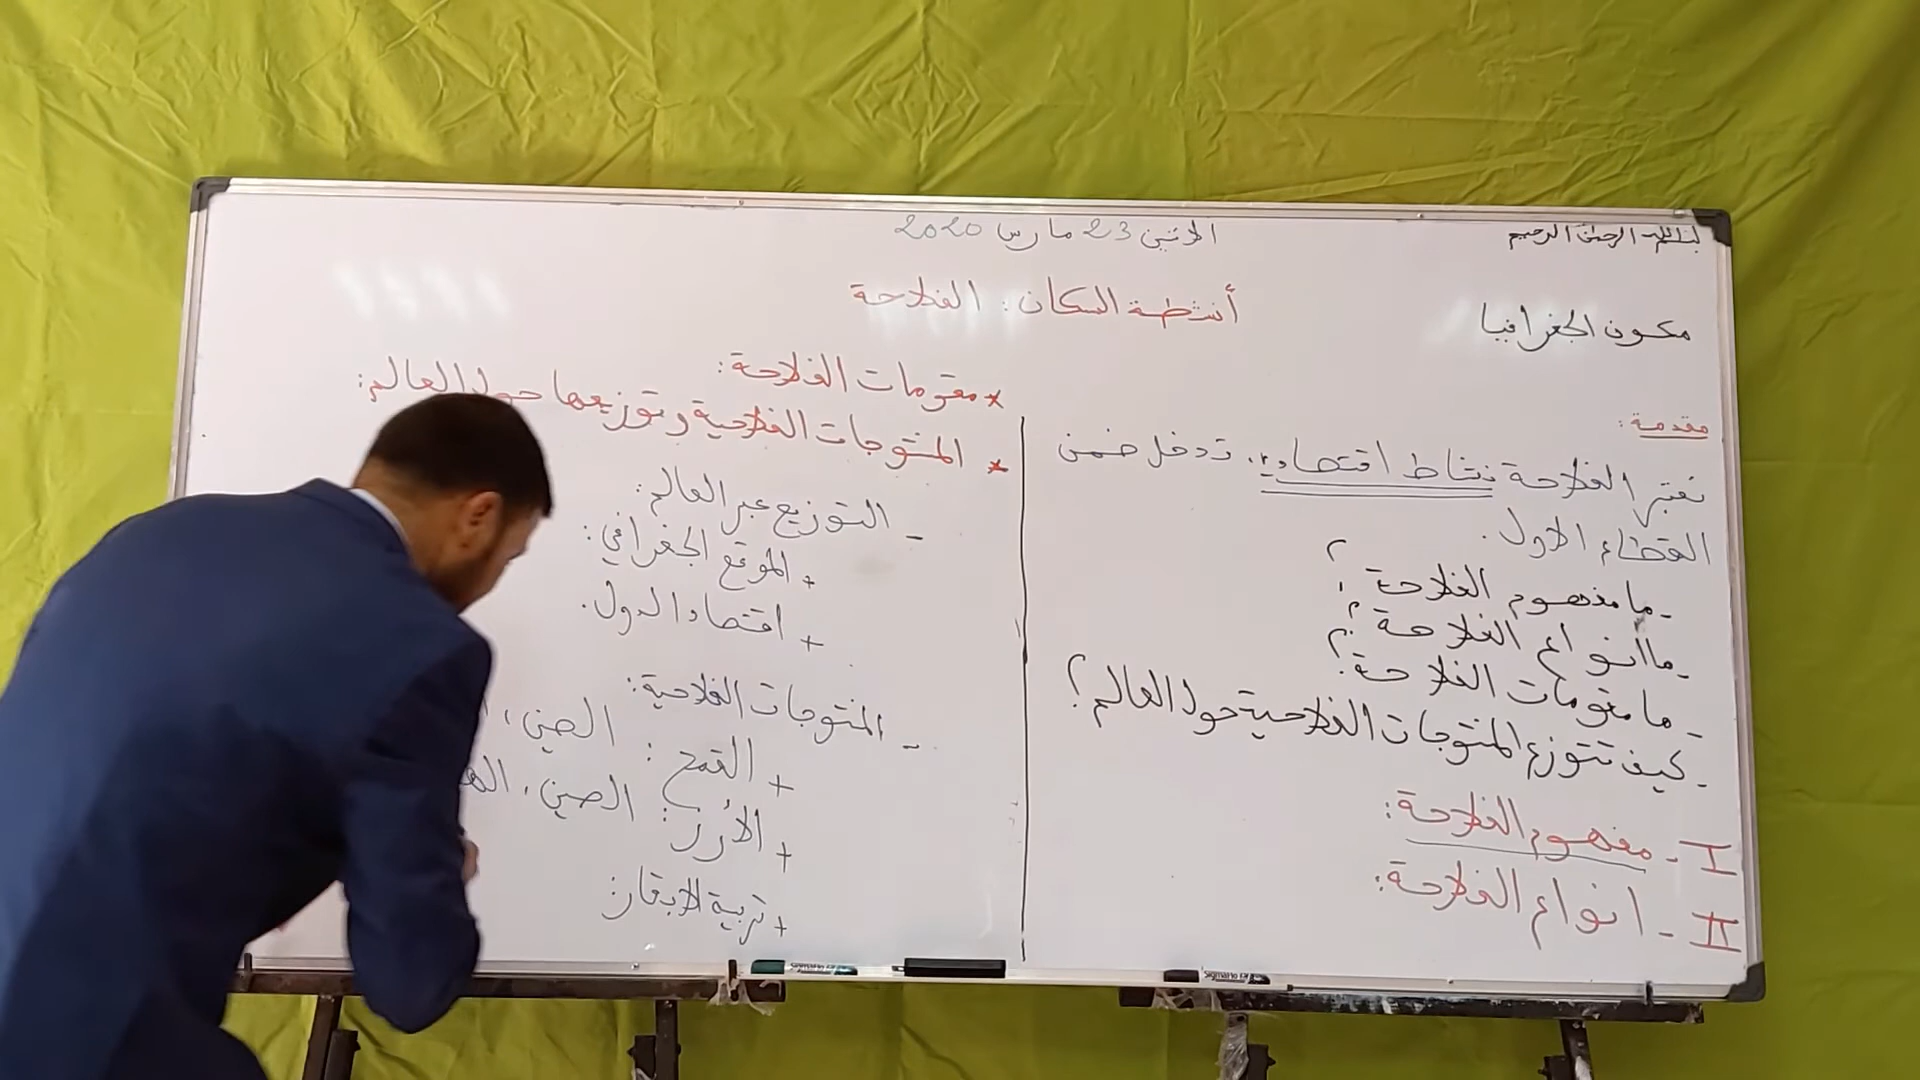 بسم الله الرحمن الرحيم
الاثنين 23 مارس 2020
مكون الجغرافيا
أنشطة السكان: الفلاحة
مقدمة:
تعتبر الفلاحة نشاط اقتصادي، تدخل ضمن
القطاع الاول.
- ما مفهوم الفلاحة؟
- ما انواع الفلاحة؟
- ما مقومات الفلاحة؟
- كيف تتوزع المنتوجات الفلاحية حول العالم؟
I - مفهوم الفلاحة:
II - انواع الفلاحة:
* مقومات الفلاحة:
* المنتوجات الفلاحية وتوزيعها حول العالم:
- التوزيع عبر العالم:
+ الموقع الجغرافي:
+ اقتصاد الدول.
- المنتوجات الفلاحية:
+ القمح: الصين،
+ الأرز: الصين،
+ تربية الابقار:
Sigma
Sigma